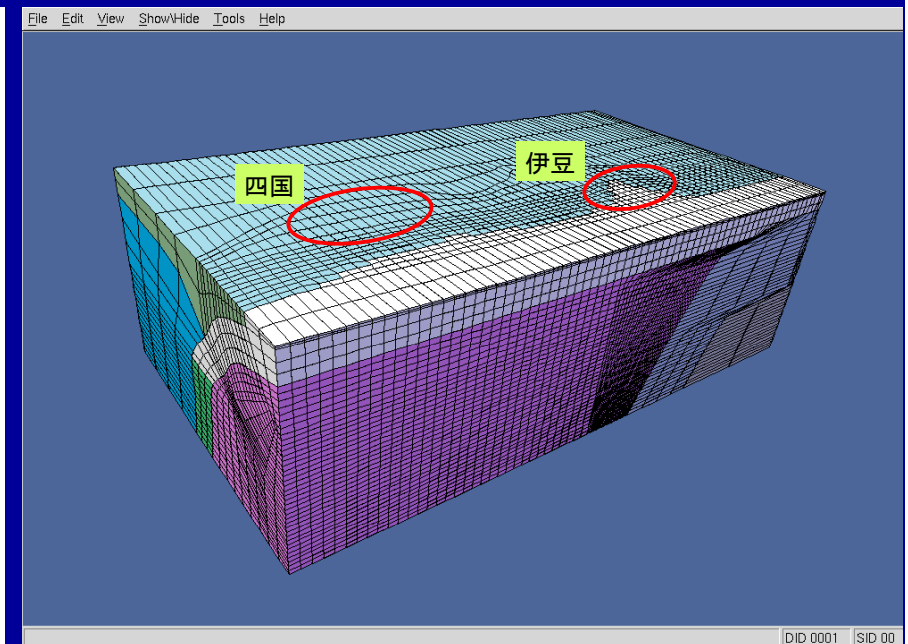 File Edit View Show\Hide Tools Help
伊豆
四国
DID 0001 SID 00